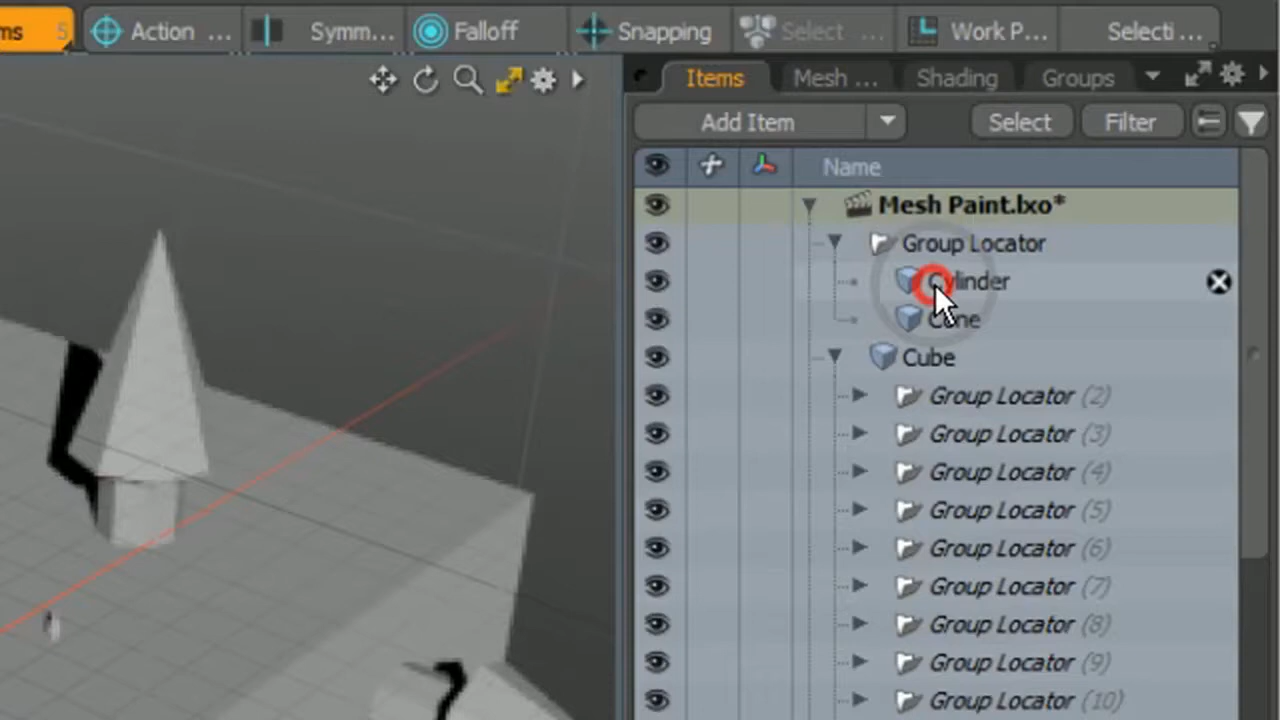 ms 5 Action ... Symm... Falloff Snapping Select ... Work P... Selecti ...
Items Mesh ... Shading Groups
Add Item Select Filter
Name
Mesh Paint.lxo*
Group Locator
Cylinder
Cone
Cube
Group Locator (2)
Group Locator (3)
Group Locator (4)
Group Locator (5)
Group Locator (6)
Group Locator (7)
Group Locator (8)
Group Locator (9)
Group Locator (10)